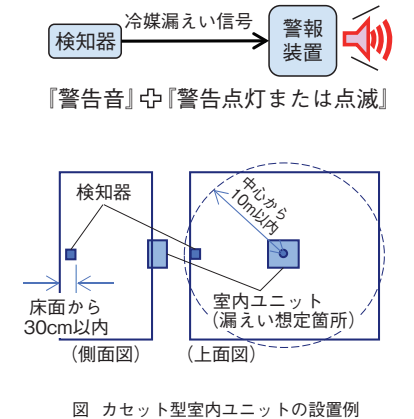 冷媒漏えい信号
検知器
警報
装置
『警告音』➕『警告点灯または点滅』
検知器
中心から
10m以内
床面から
30cm以内
室内ユニット
（漏えい想定箇所）
（側面図）
（上面図）
図 カセット型室内ユニットの設置例